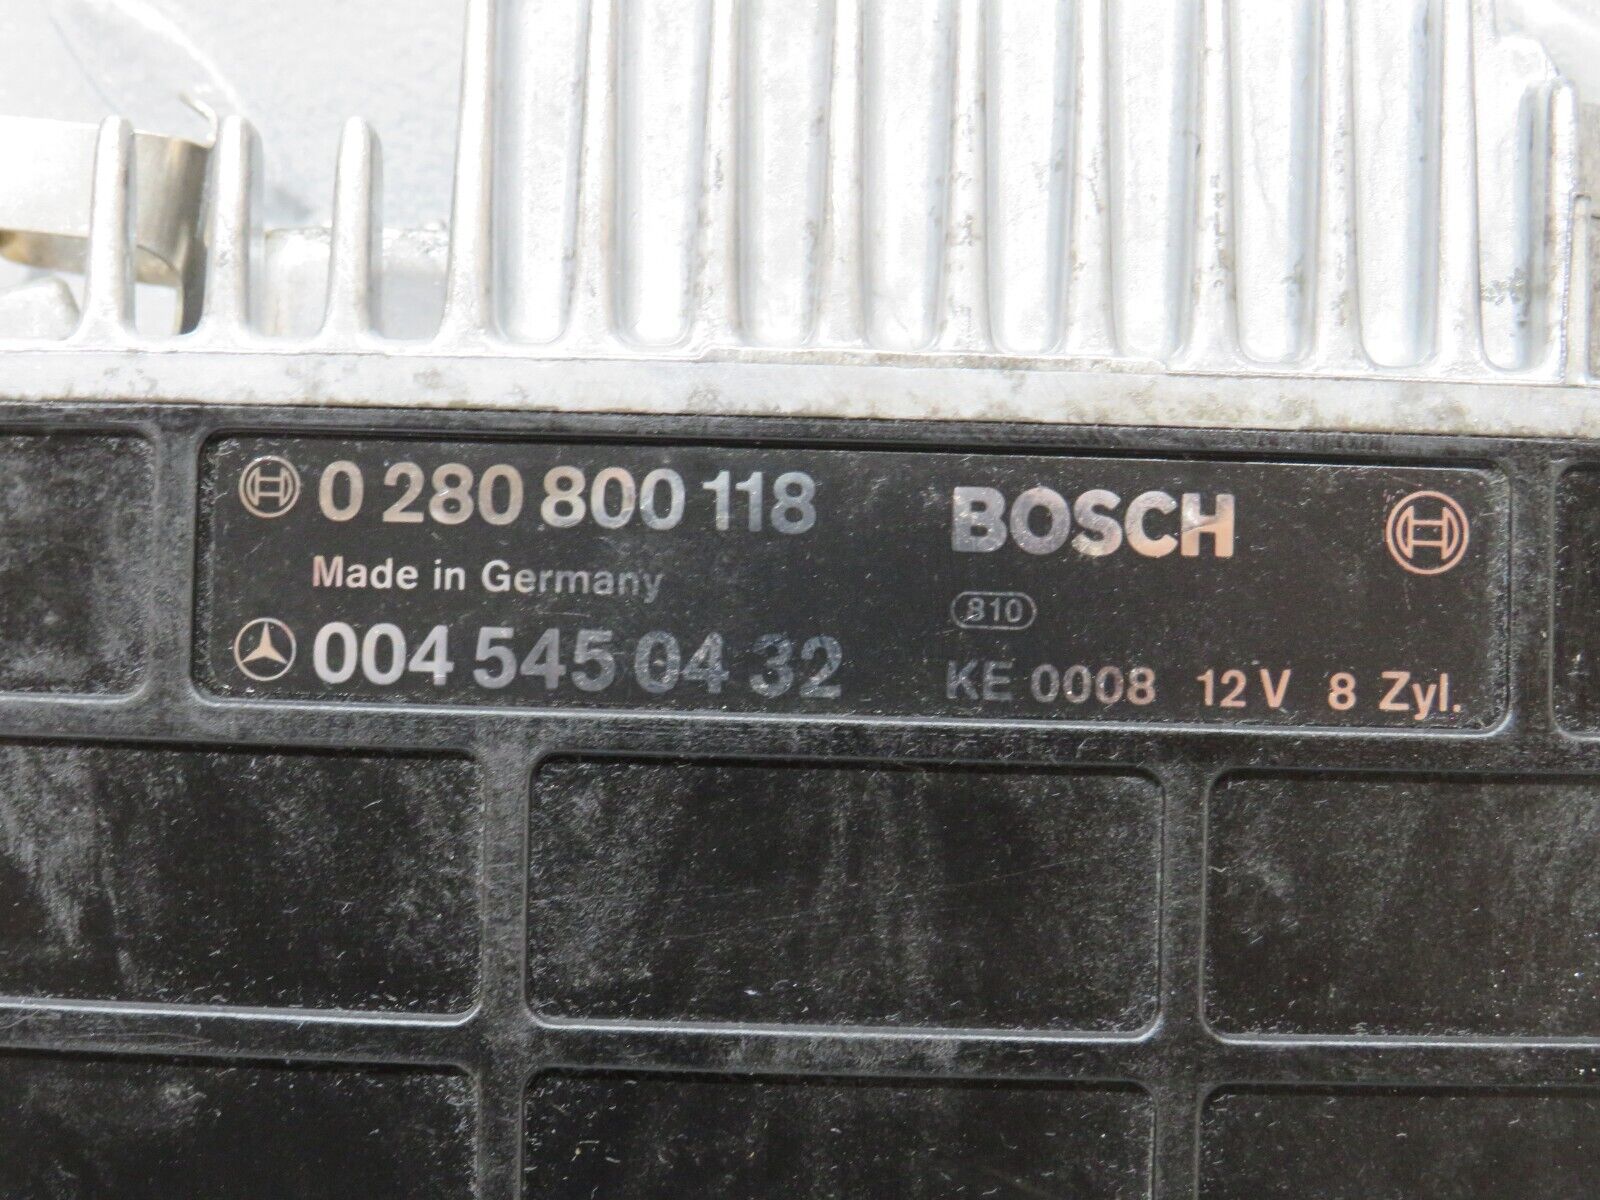 0 280 800 118 BOSCH
Made in Germany
810
004 545 04 32
KE 0008 12 V 8 Zyl.